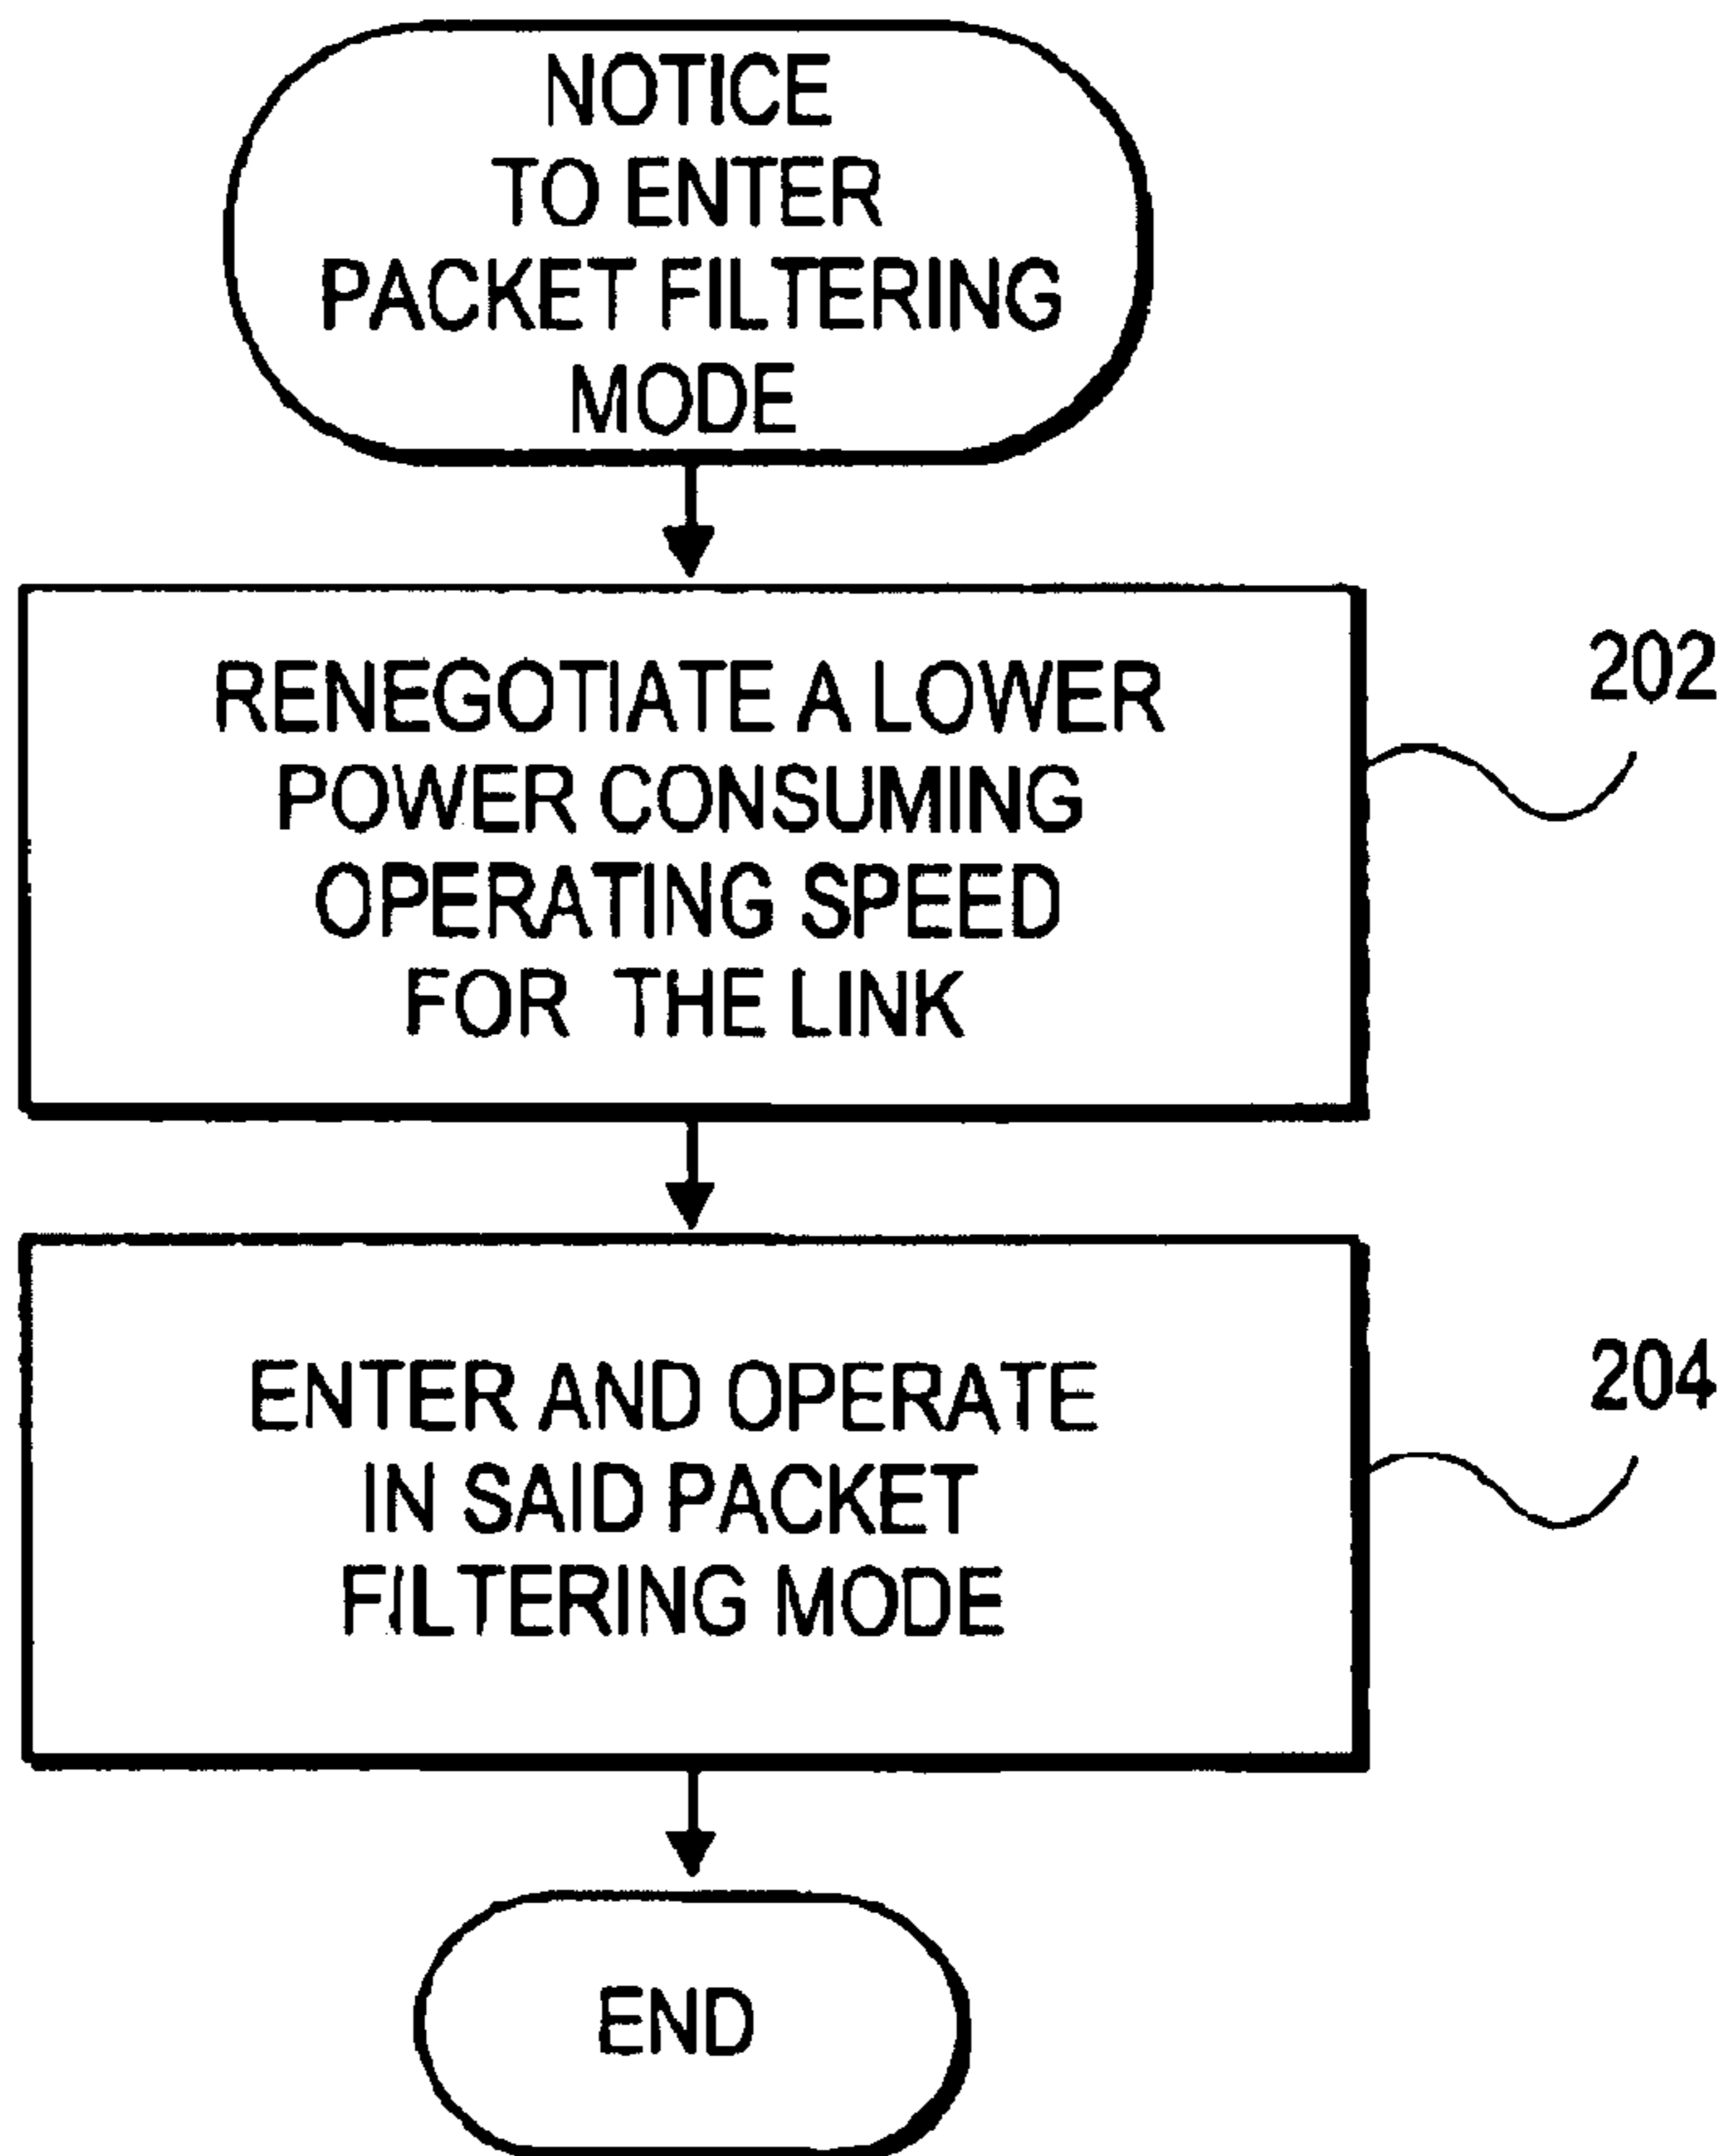 NOTICE
TO ENTER
PACKET FILTERING
MODE
RENEGOTIATE A LOWER
POWER CONSUMING
OPERATING SPEED
FOR THE LINK
202
ENTER AND OPERATE
IN SAID PACKET
FILTERING MODE
204
END